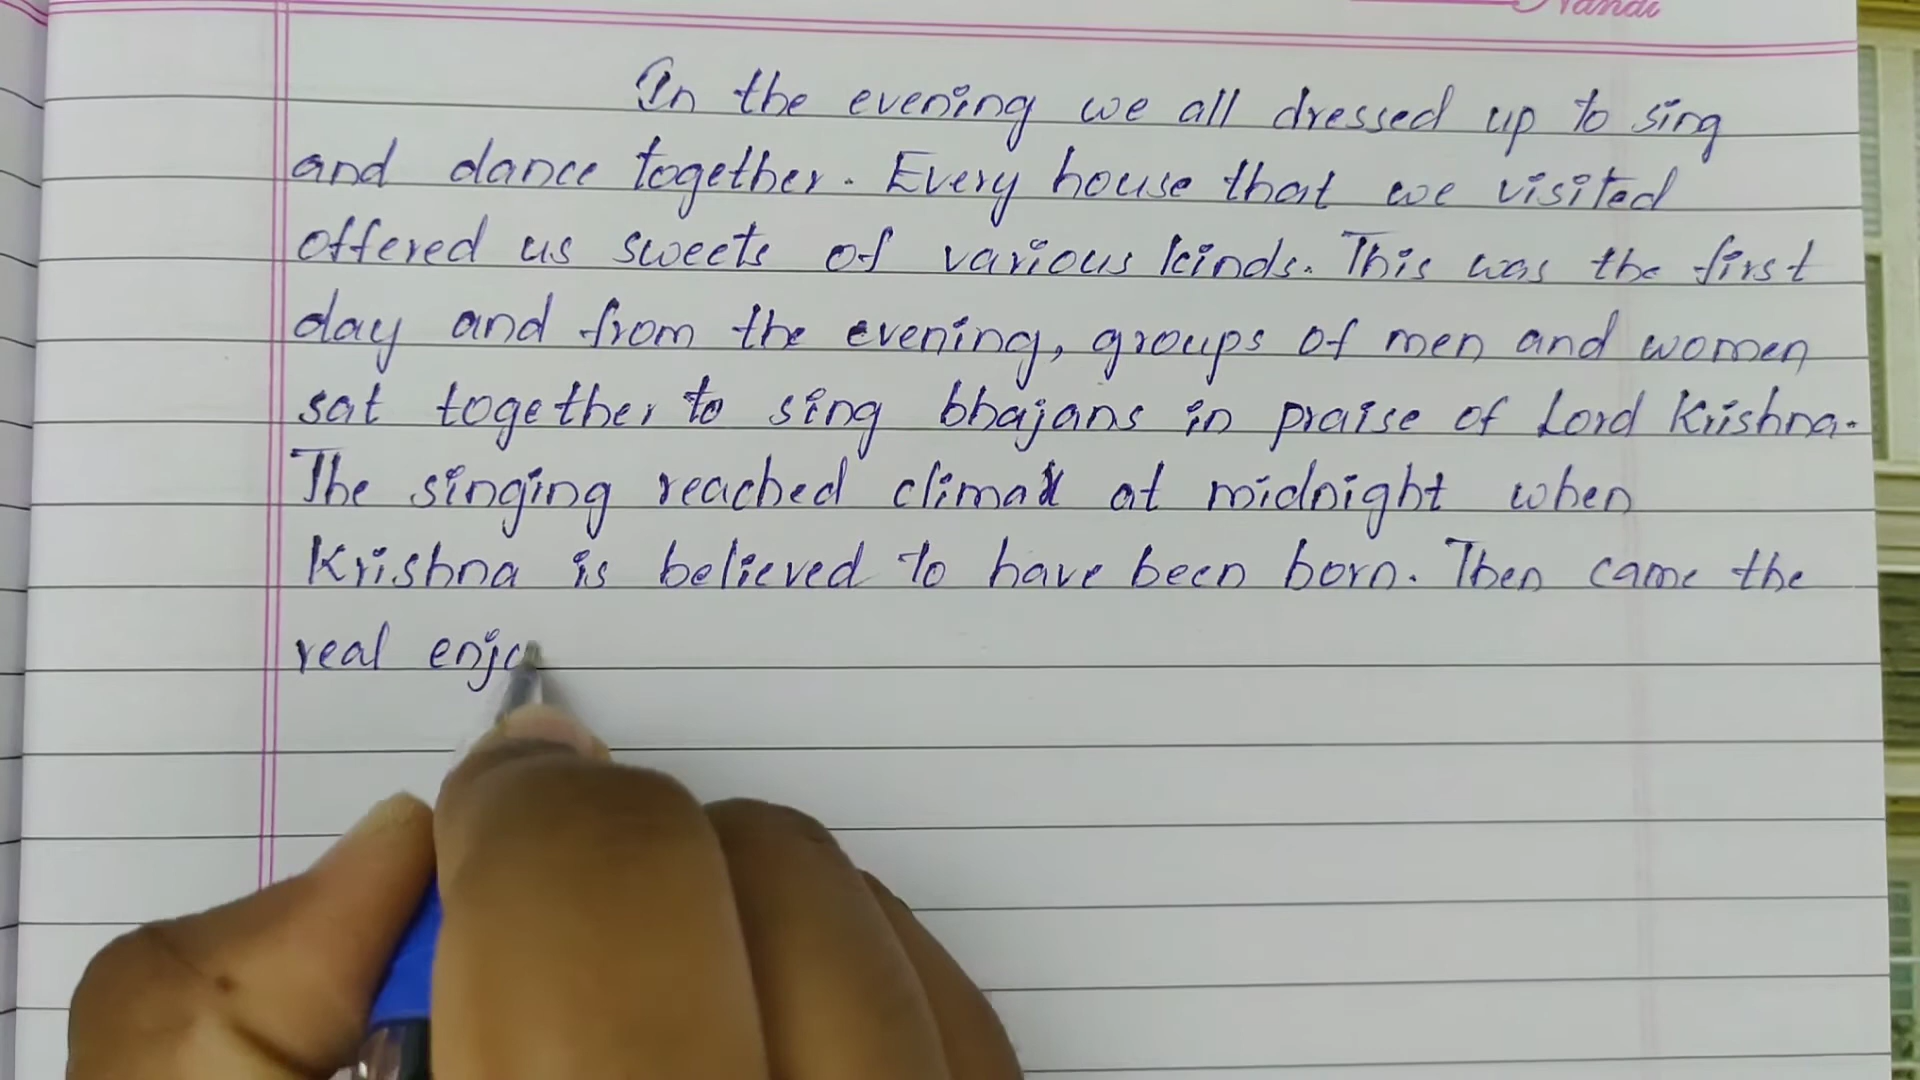 Nandi
In the evening we all dressed up to sing
and dance together. Every house that we visited
offered us sweets of various kinds. This was the first
day and from the evening, groups of men and women
sat together to sing bhajans in praise of Lord Krishna.
The singing reached climax at midnight when
Krishna is believed to have been born. Then came the
real enjo